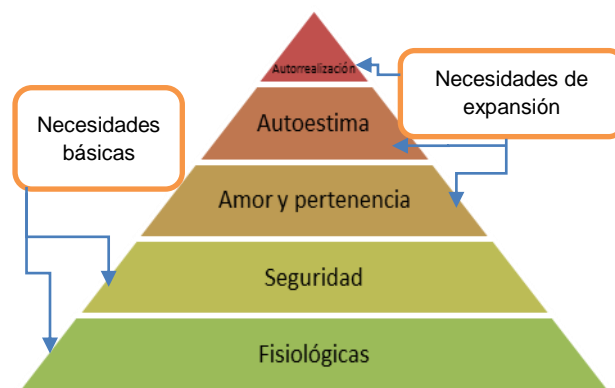 Autorrealización
Necesidades de
expansión
Necesidades
básicas
Autoestima
Amor y pertenencia
Seguridad
Fisiológicas